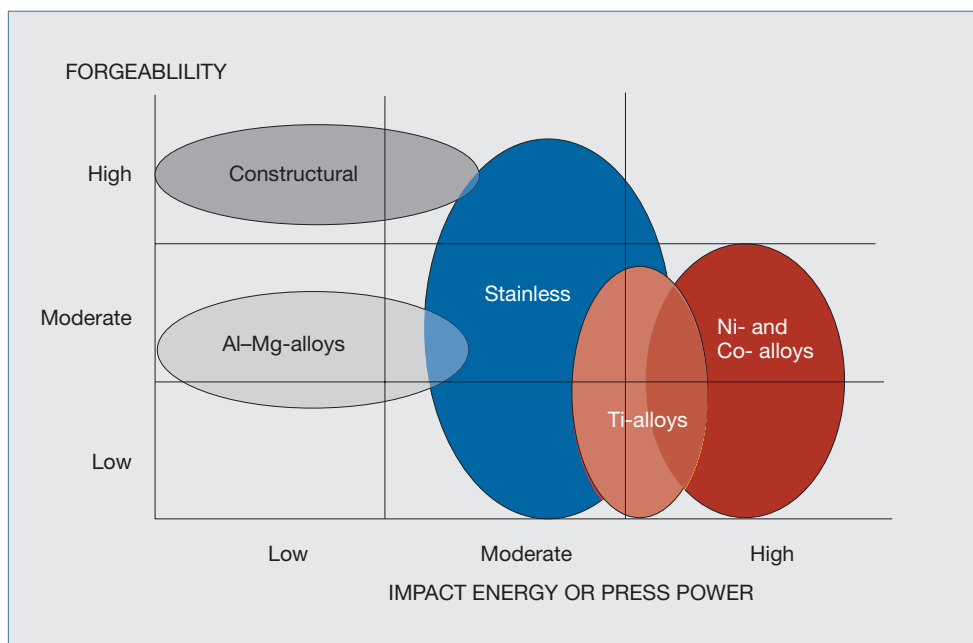 FORGEABLILITY
High
Constructural
Stainless
Moderate
Al–Mg-alloys
Ni- and
Co- alloys
Ti-alloys
Low
Low
Moderate
High
IMPACT ENERGY OR PRESS POWER